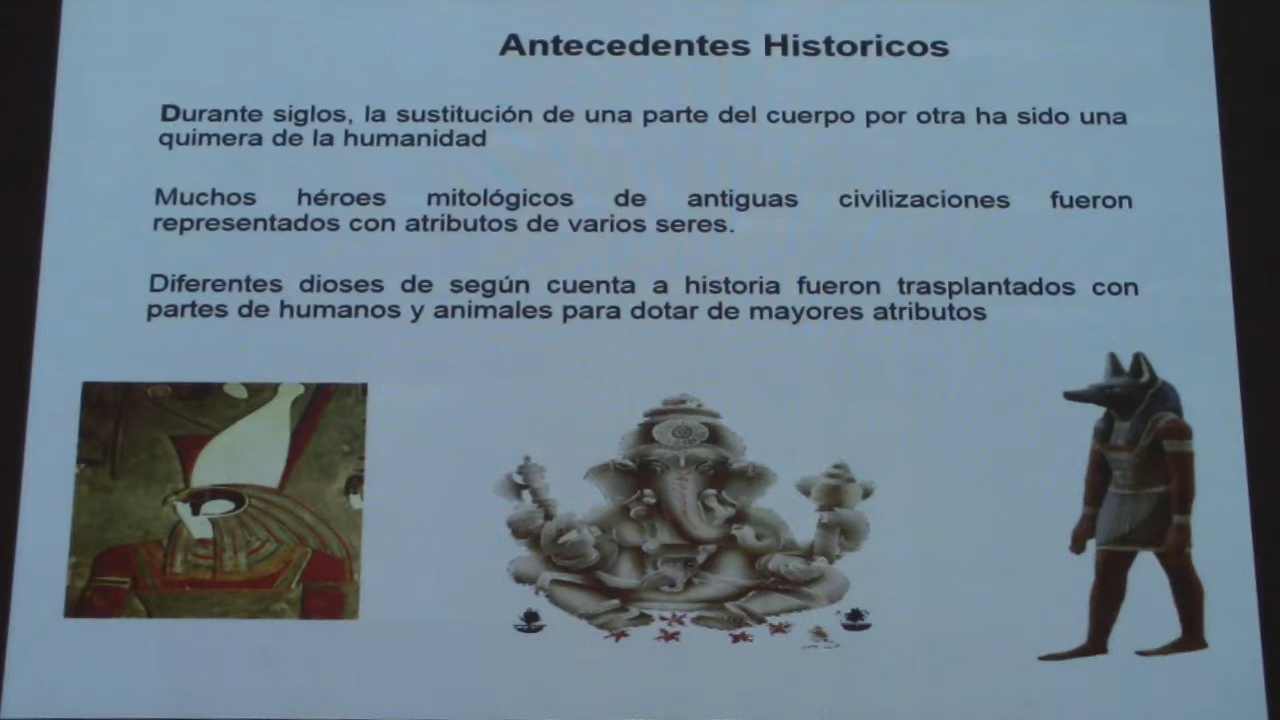 Antecedentes Historicos
Durante siglos, la sustitución de una parte del cuerpo por otra ha sido una
quimera de la humanidad
Muchos héroes mitológicos de antiguas civilizaciones fueron
representados con atributos de varios seres.
Diferentes dioses de según cuenta a historia fueron trasplantados con
partes de humanos y animales para dotar de mayores atributos